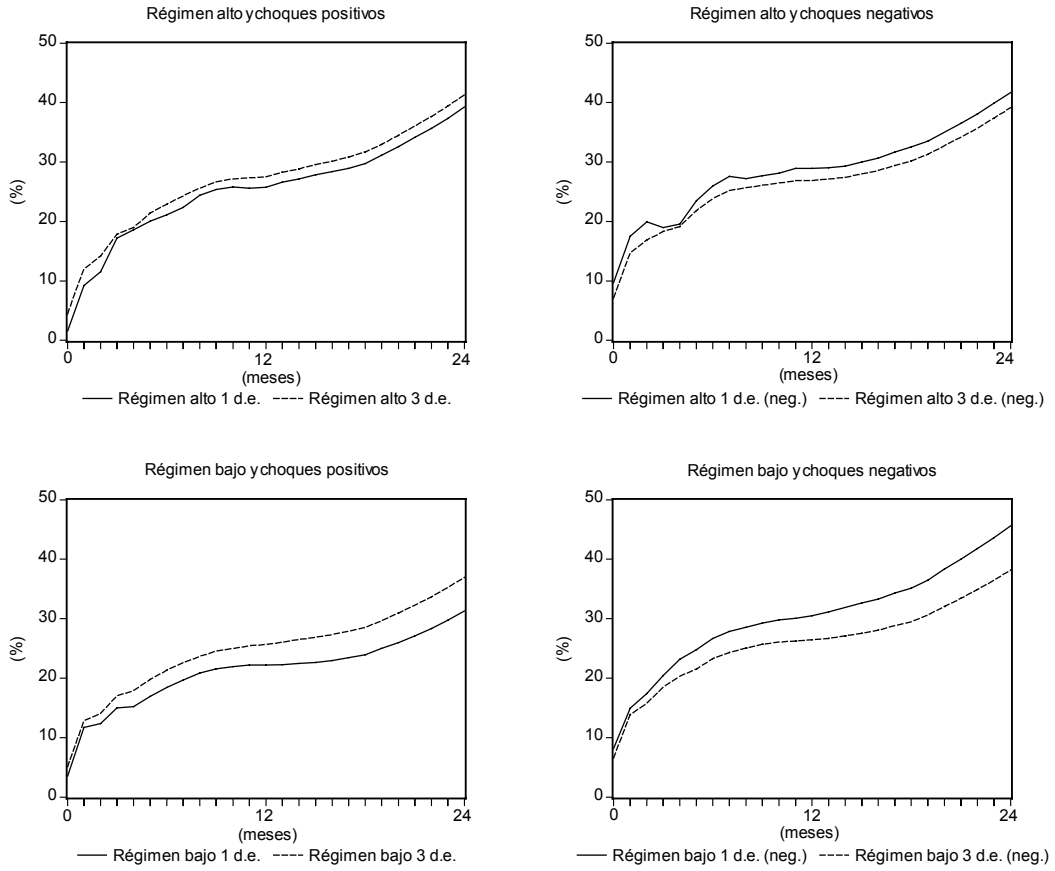 Régimen alto y choques positivos
50
40
30
20
10
0
(%)
0
12
24
(meses)
Régimen alto 1 d.e.
Régimen alto 3 d.e.
Régimen alto y choques negativos
50
40
30
20
10
0
(%)
0
12
24
(meses)
Régimen alto 1 d.e. (neg.)
Régimen alto 3 d.e. (neg.)
Régimen bajo y choques positivos
50
40
30
20
10
0
(%)
0
12
24
(meses)
Régimen bajo 1 d.e.
Régimen bajo 3 d.e.
Régimen bajo y choques negativos
50
40
30
20
10
0
(%)
0
12
24
(meses)
Régimen bajo 1 d.e. (neg.)
Régimen bajo 3 d.e. (neg.)